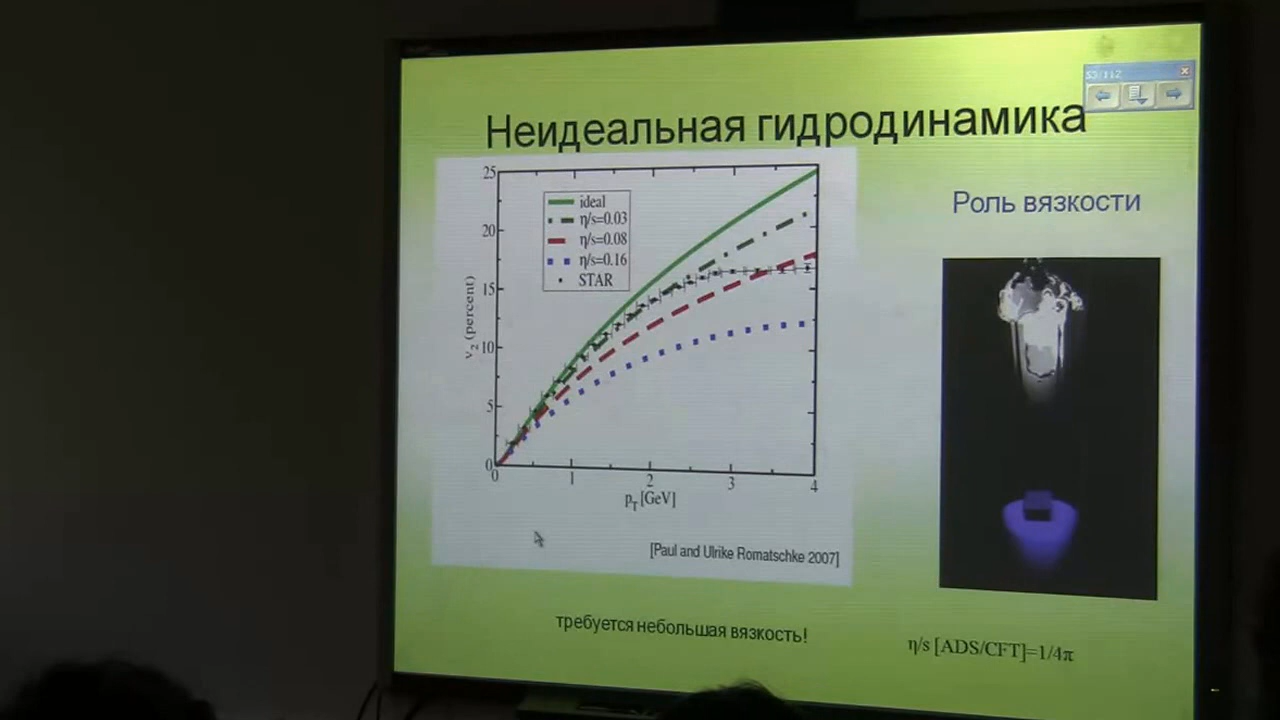 53/112
Неидеальная гидродинамика
Роль вязкости
25
20
15
10
5
0
v2 (percent)
ideal
η/s=0.03
η/s=0.08
η/s=0.16
STAR
0 1 2 3 4
pT [GeV]
[Paul and Ulrike Romatschke 2007]
требуется небольшая вязкость!
η/s [ADS/CFT]=1/4π